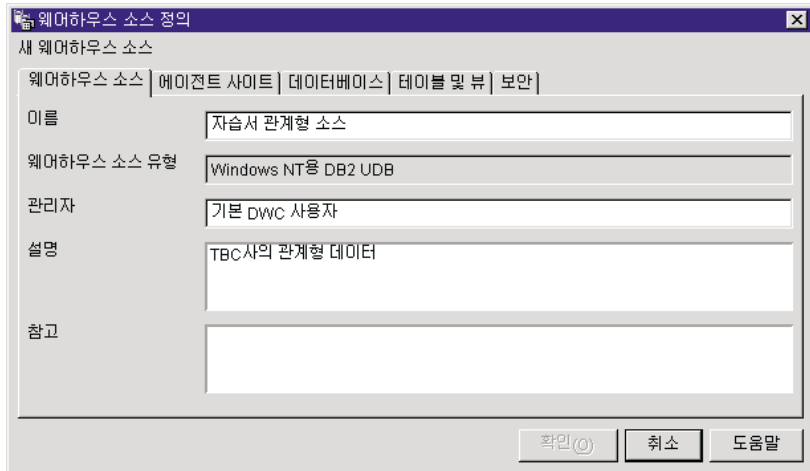 웨어하우스 소스 정의
새 웨어하우스 소스
웨어하우스 소스 에이전트 사이트 데이터베이스 테이블 및 뷰 보안
이름 자습서 관계형 소스
웨어하우스 소스 유형 Windows NT용 DB2 UDB
관리자 기본 DWC 사용자
설명 TBC사의 관계형 데이터
참고
확인(O) 취소 도움말